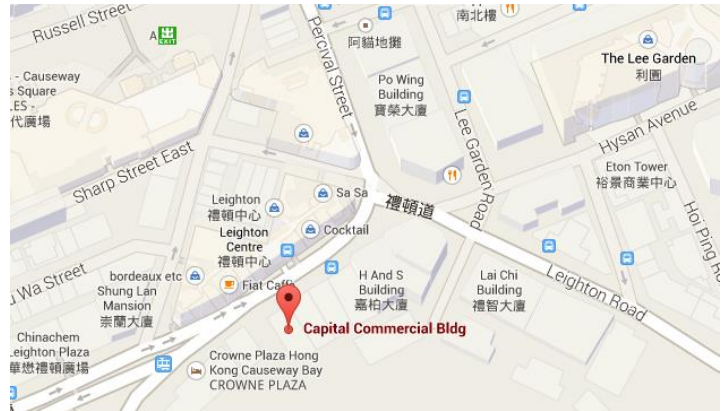 Russell Street
A
EXIT
Percival Street
阿貓地攤
南北樓
The Lee Garden
利園
- Causeway
s Square
LES -
代廣場
Po Wing
Building
寶榮大廈
Lee Garden Road
Hysan Avenue
Eton Tower
裕景商業中心
Hoi Ping
Sharp Street East
Leighton
禮頓中心
Leighton
Centre
禮頓中心
Sa Sa
Cocktail
禮頓道
Leighton Road
Wa Street
bordeaux etc
Shung Lan
Mansion
崇蘭大廈
Fiat Caff
H And S
Building
嘉柏大廈
Lai Chi
Building
禮智大廈
Capital Commercial Bldg
Chinachem
Leighton Plaza
華懋禮頓廣場
Crowne Plaza Hong
Kong Causeway Bay
CROWNE PLAZA